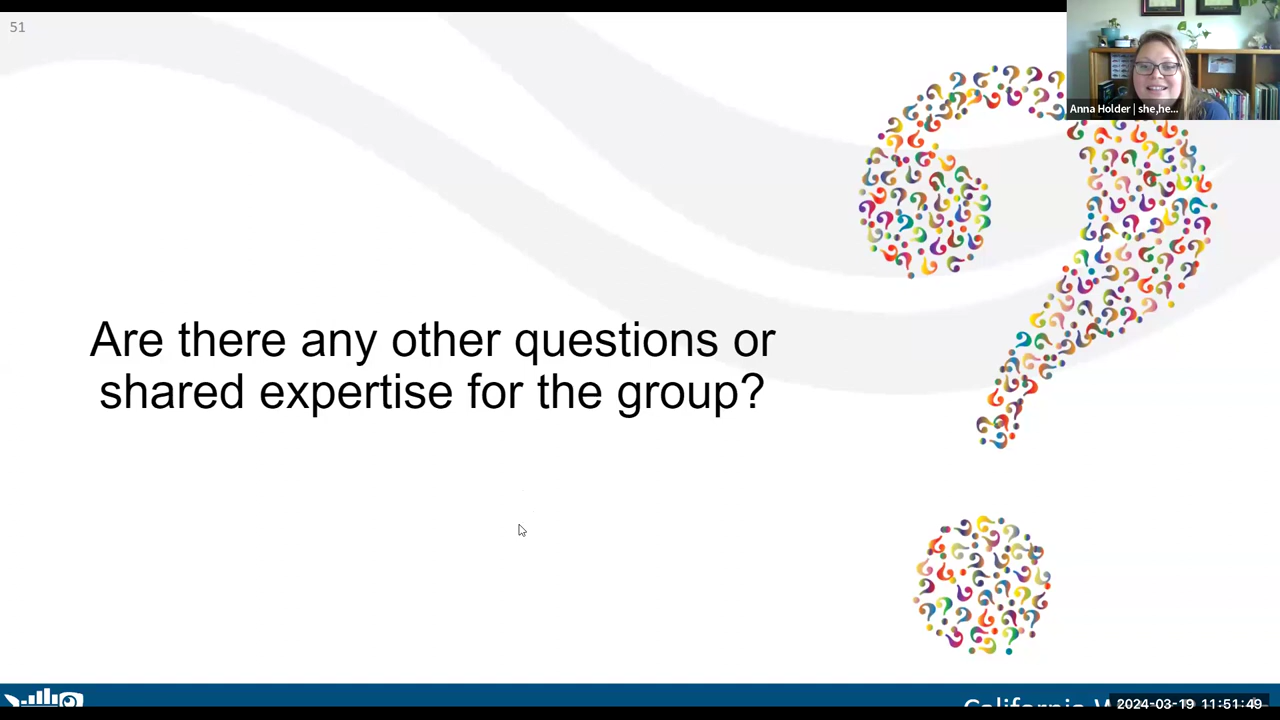 51
Anna Holder | she,he...
Are there any other questions or
shared expertise for the group?
California W
2024-03-19 11:51:49